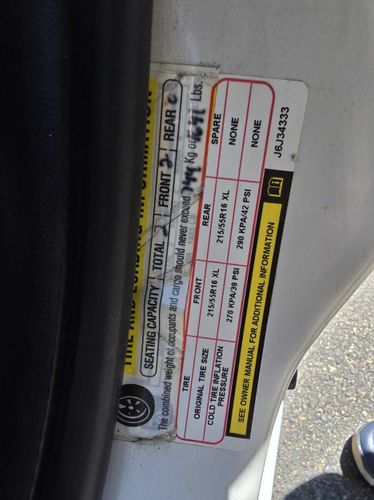 TIRE AND LOADING INFORMATION
SEATING CAPACITY TOTAL 2 FRONT 2 REAR 0
The combined weight of occupants and cargo should never exceed 744 Kg or 1641 Lbs.
TIRE FRONT REAR SPARE
ORIGINAL TIRE SIZE 215/55R16 XL 215/55R16 XL NONE
COLD TIRE INFLATION PRESSURE 270 KPA/39 PSI 290 KPA/42 PSI NONE
SEE OWNER MANUAL FOR ADDITIONAL INFORMATION
J6J34333